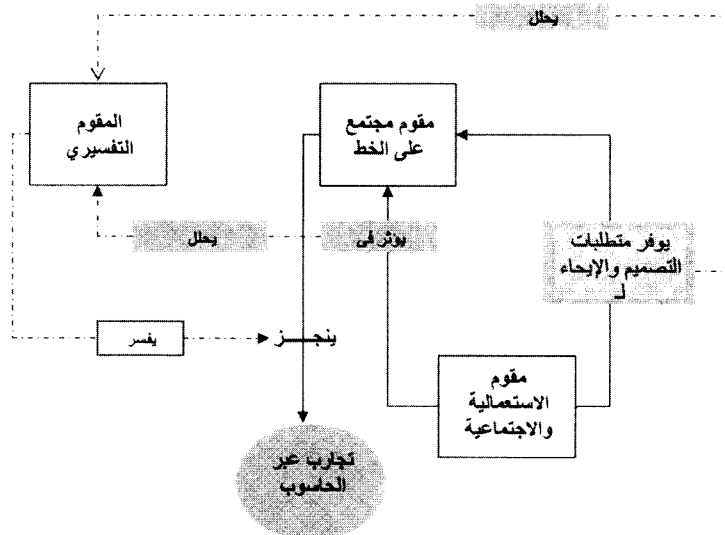 يحلل
مقوم مجتمع
على الخط
المقوم
التفسيري
يوفر متطلبات
التصميم والإيحاء
لـ
يؤثر في
يحلل
ينجـــــز
يفسر
مقوم
الاستعمالية
والاجتماعية
تجارب عبر
الحاسوب